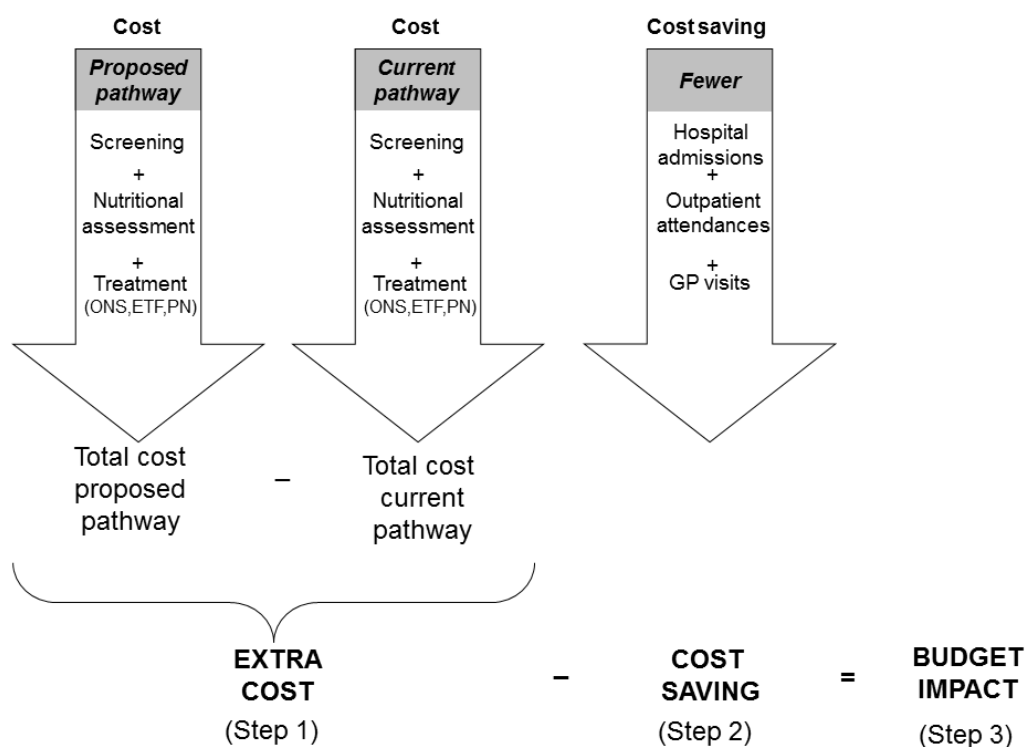 Cost
Proposed
pathway
Screening
+
Nutritional
assessment
+
Treatment
(ONS,ETF,PN)
Total cost
proposed
pathway
–
Cost
Current
pathway
Screening
+
Nutritional
assessment
+
Treatment
(ONS,ETF,PN)
Total cost
current
pathway
Cost saving
Fewer
Hospital
admissions
+
Outpatient
attendances
+
GP visits
EXTRA
COST
(Step 1)
–
COST
SAVING
(Step 2)
=
BUDGET
IMPACT
(Step 3)